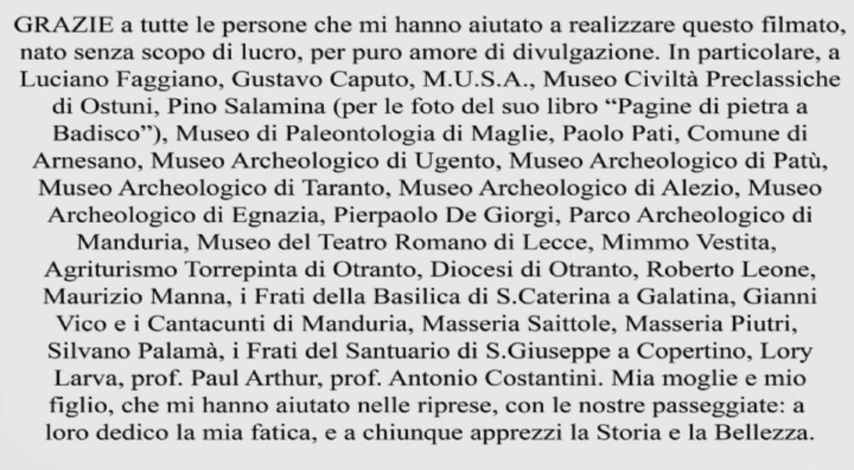 GRAZIE a tutte le persone che mi hanno aiutato a realizzare questo filmato,
nato senza scopo di lucro, per puro amore di divulgazione. In particolare, a
Luciano Faggiano, Gustavo Caputo, M.U.S.A., Museo Civiltà Preclassiche
di Ostuni, Pino Salamina (per le foto del suo libro “Pagine di pietra a
Badisco”), Museo di Paleontologia di Maglie, Paolo Pati, Comune di
Arnesano, Museo Archeologico di Ugento, Museo Archeologico di Patù,
Museo Archeologico di Taranto, Museo Archeologico di Alezio, Museo
Archeologico di Egnazia, Pierpaolo De Giorgi, Parco Archeologico di
Manduria, Museo del Teatro Romano di Lecce, Mimmo Vestita,
Agriturismo Torrepinta di Otranto, Diocesi di Otranto, Roberto Leone,
Maurizio Manna, i Frati della Basilica di S.Caterina a Galatina, Gianni
Vico e i Cantacunti di Manduria, Masseria Saittole, Masseria Piutri,
Silvano Palamà, i Frati del Santuario di S.Giuseppe a Copertino, Lory
Larva, prof. Paul Arthur, prof. Antonio Costantini. Mia moglie e mio
figlio, che mi hanno aiutato nelle riprese, con le nostre passeggiate: a
loro dedico la mia fatica, e a chiunque apprezzi la Storia e la Bellezza.